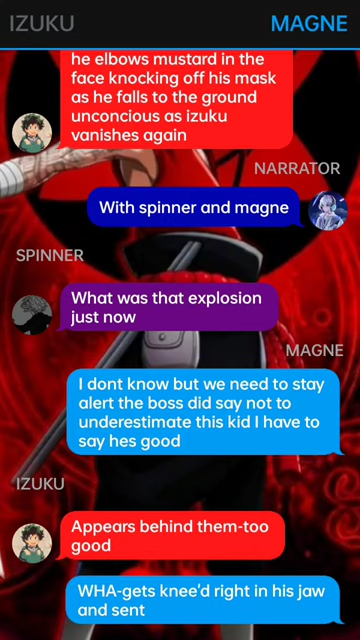 IZUKU MAGNE
he elbows mustard in the
face knocking off his mask
as he falls to the ground
unconcious as izuku
vanishes again
NARRATOR
With spinner and magne
SPINNER
What was that explosion
just now
MAGNE
I dont know but we need to stay
alert the boss did say not to
underestimate this kid I have to
say hes good
IZUKU
Appears behind them-too
good
WHA-gets knee'd right in his jaw
and sent